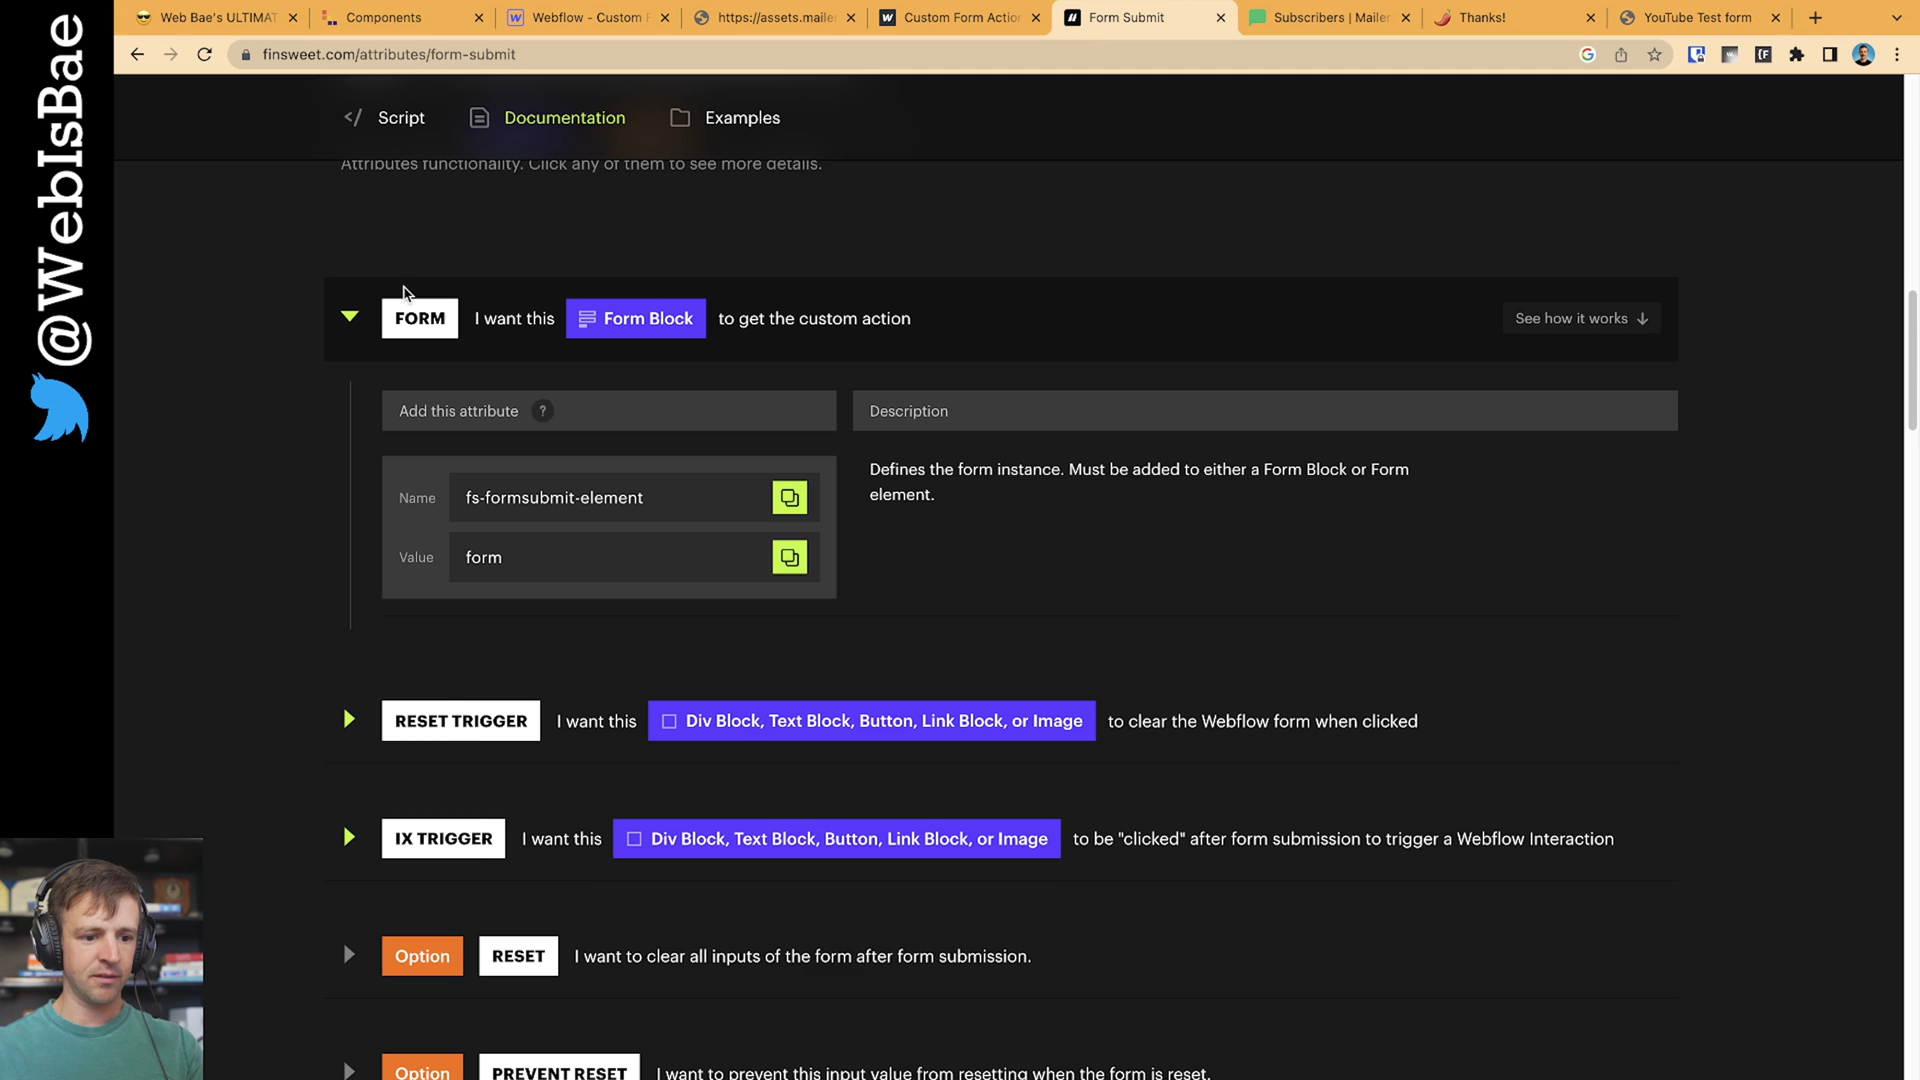 @WebIsBae
Web Bae's ULTIMAT
Components
Webflow - Custom F
https://assets.mailer
Custom Form Action
Form Submit
Subscribers | Mailer
Thanks!
YouTube Test form
finsweet.com/attributes/form-submit
</> Script
Documentation
Examples
Attributes functionality. Click any of them to see more details.
FORM I want this Form Block to get the custom action
See how it works ↓
Add this attribute ?
Description
Name fs-formsubmit-element
Value form
Defines the form instance. Must be added to either a Form Block or Form
element.
RESET TRIGGER I want this Div Block, Text Block, Button, Link Block, or Image to clear the Webflow form when clicked
IX TRIGGER I want this Div Block, Text Block, Button, Link Block, or Image to be "clicked" after form submission to trigger a Webflow Interaction
Option RESET I want to clear all inputs of the form after form submission.
Option PREVENT RESET I want to prevent this input value from resetting when the form is reset.